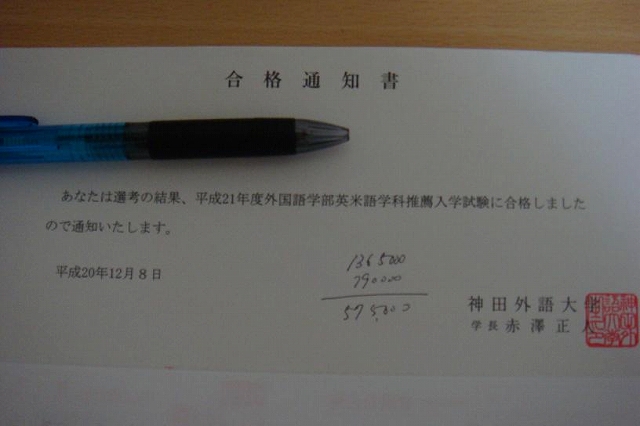 合格通知書
あなたは選考の結果、平成21年度外国語学部英米語学科推薦入学試験に合格しました
ので通知いたします。
平成20年12月8日
1365000
790000
575,000
神田外語大学
学長 赤澤正人